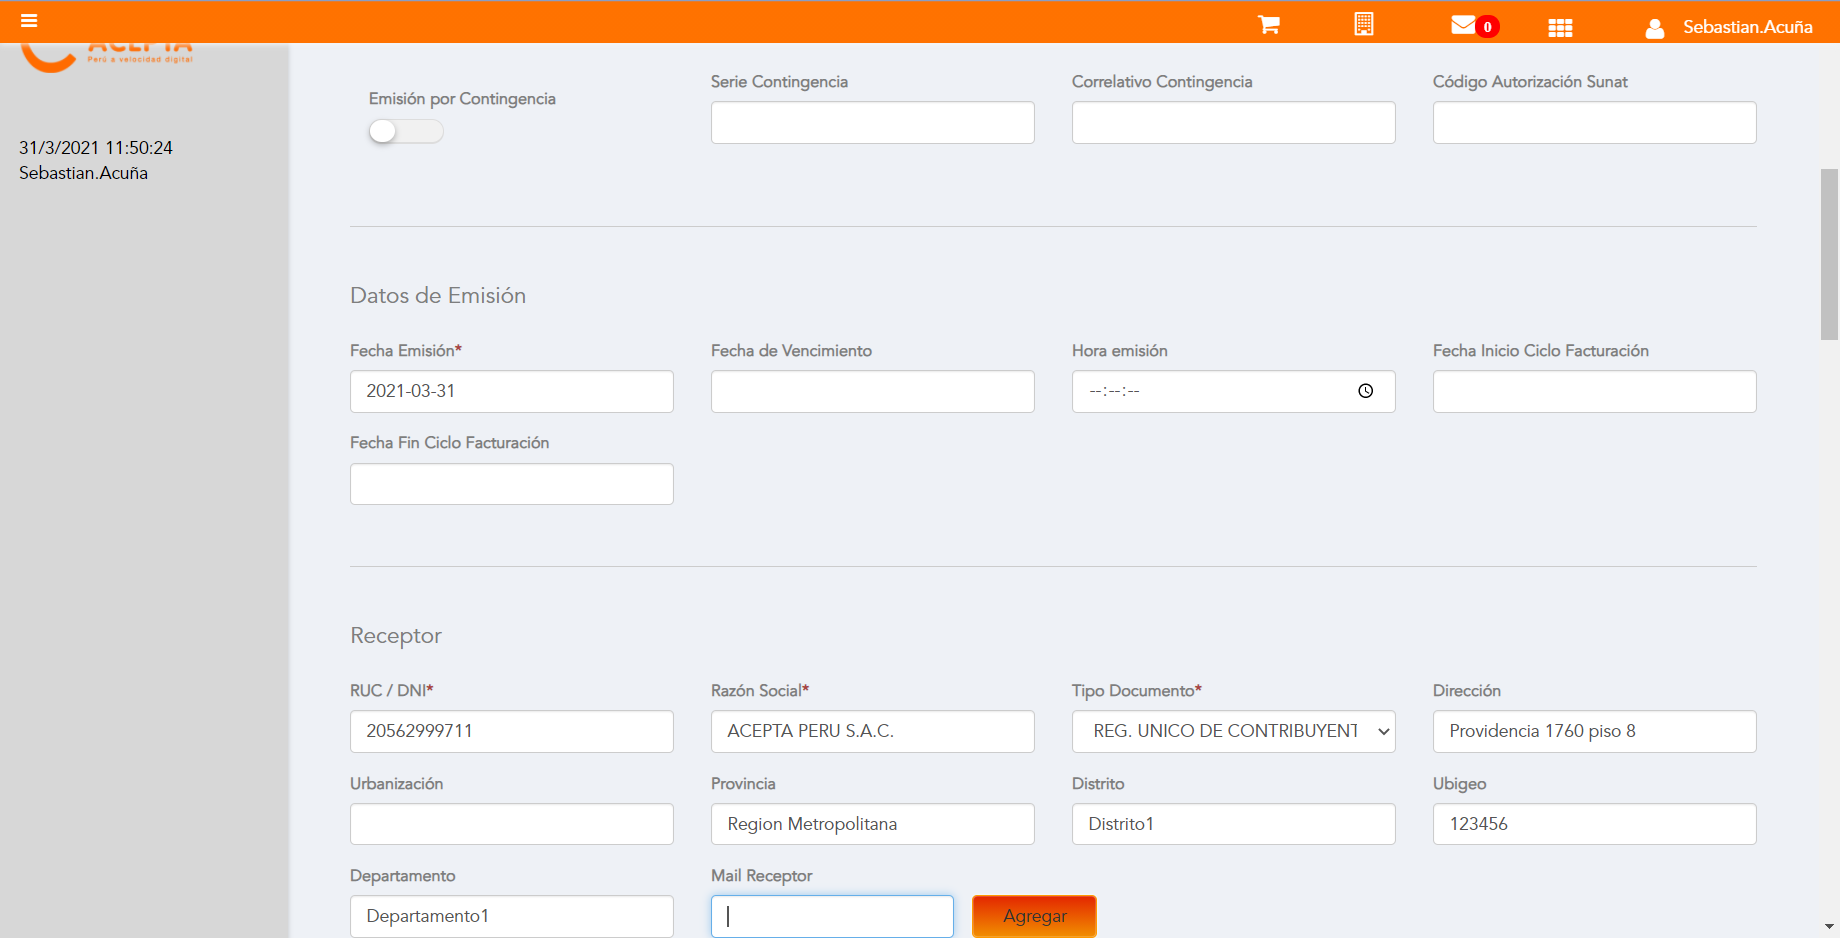 0
Sebastian.Acuña
ACEPTA
Perú a velocidad digital
31/3/2021 11:50:24
Sebastian.Acuña
Emisión por Contingencia
Serie Contingencia
Correlativo Contingencia
Código Autorización Sunat
Datos de Emisión
Fecha Emisión*
Fecha de Vencimiento
Hora emisión
Fecha Inicio Ciclo Facturación
2021-03-31
--:--:--
Fecha Fin Ciclo Facturación
Receptor
RUC / DNI*
Razón Social*
Tipo Documento*
Dirección
20562999711
ACEPTA PERU S.A.C.
REG. UNICO DE CONTRIBUYENT
Providencia 1760 piso 8
Urbanización
Provincia
Distrito
Ubigeo
Region Metropolitana
Distrito1
123456
Departamento
Mail Receptor
Departamento1
Agregar